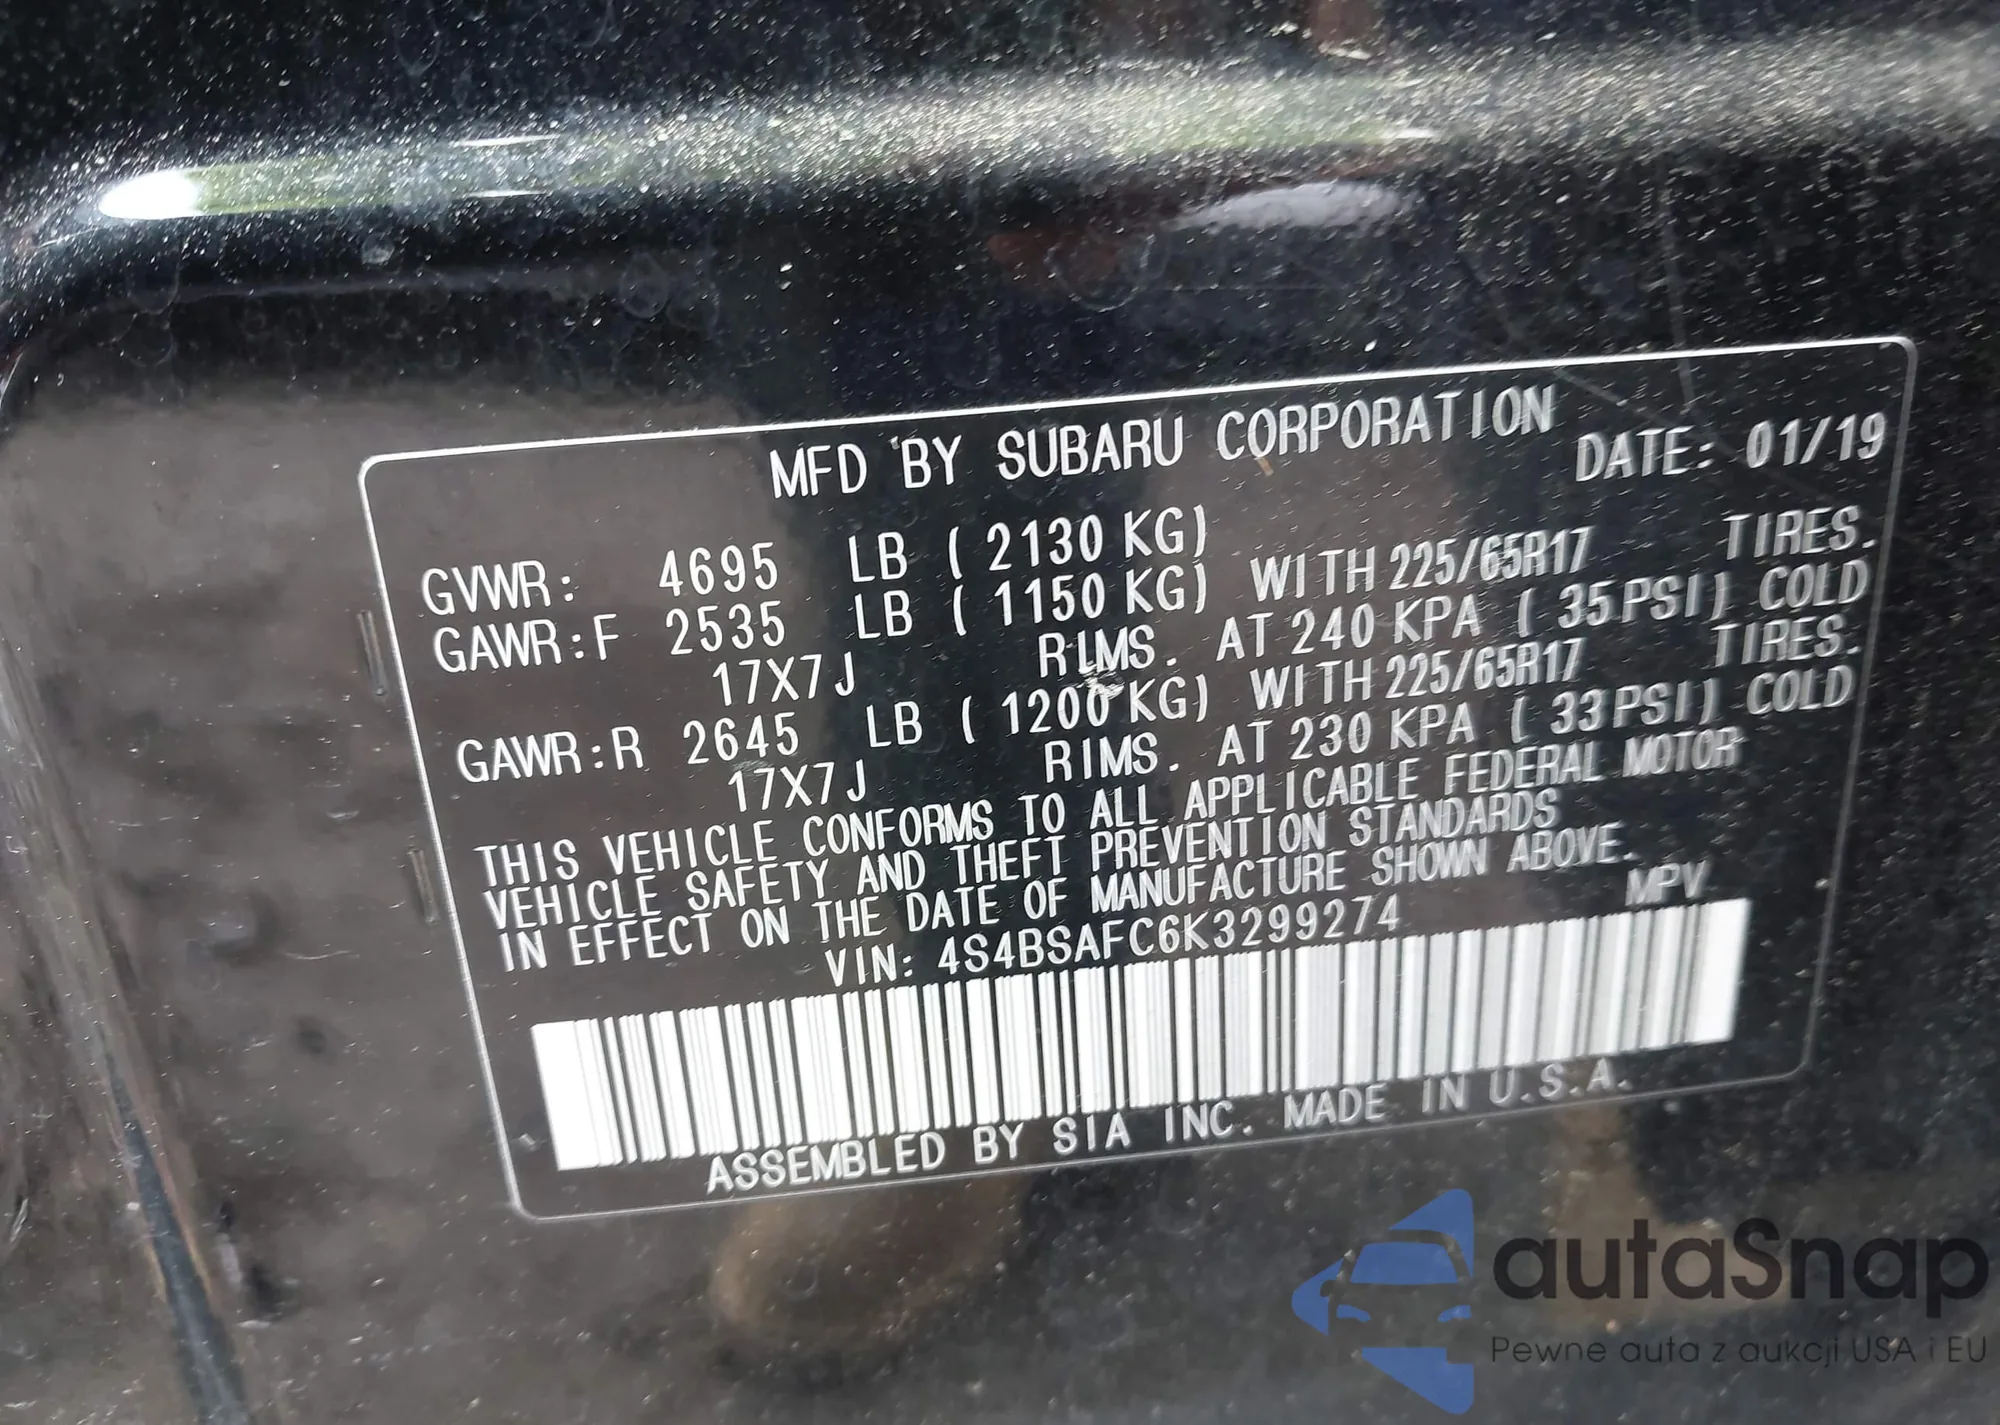 MFD BY SUBARU CORPORATION
DATE: 01/19
GVWR: 4695 LB ( 2130 KG)
GAWR:F 2535 LB ( 1150 KG) WITH 225/65R17 TIRES.
17X7J RIMS. AT 240 KPA ( 35PSI) COLD
GAWR:R 2645 LB ( 1200 KG) WITH 225/65R17 TIRES.
17X7J RIMS. AT 230 KPA ( 33PSI) COLD
THIS VEHICLE CONFORMS TO ALL APPLICABLE FEDERAL MOTOR
VEHICLE SAFETY AND THEFT PREVENTION STANDARDS
IN EFFECT ON THE DATE OF MANUFACTURE SHOWN ABOVE.
VIN: 4S4BSAFC6K3299274 MPV
ASSEMBLED BY SIA INC. MADE IN U.S.A.
autaSnap
Pewne auta z aukcji USA i EU